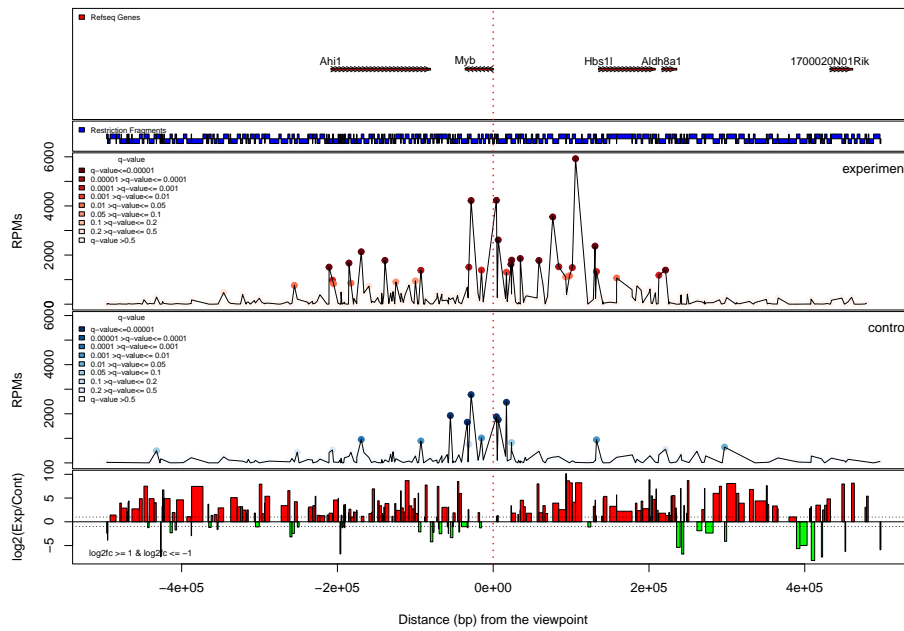 Refseq Genes
Ahi1
Myb
Hbs1l
Aldh8a1
1700020N01Rik
Restriction Fragments
RPMs
0
2000
4000
6000
experimen
q−value
q−value<=0.00001
0.00001 >q−value<= 0.0001
0.0001 >q−value<= 0.001
0.001 >q−value<= 0.01
0.01 >q−value<= 0.05
0.05 >q−value<= 0.1
0.1 >q−value<= 0.2
0.2 >q−value<= 0.5
q−value >0.5
RPMs
0
2000
4000
6000
contro
q−value
q−value<=0.00001
0.00001 >q−value<= 0.0001
0.0001 >q−value<= 0.001
0.001 >q−value<= 0.01
0.01 >q−value<= 0.05
0.05 >q−value<= 0.1
0.1 >q−value<= 0.2
0.2 >q−value<= 0.5
q−value >0.5
log2(Exp/Cont)
−5
0
5
10
log2fc >= 1 & log2fc <= −1
−4e+05
−2e+05
0e+00
2e+05
4e+05
Distance (bp) from the viewpoint